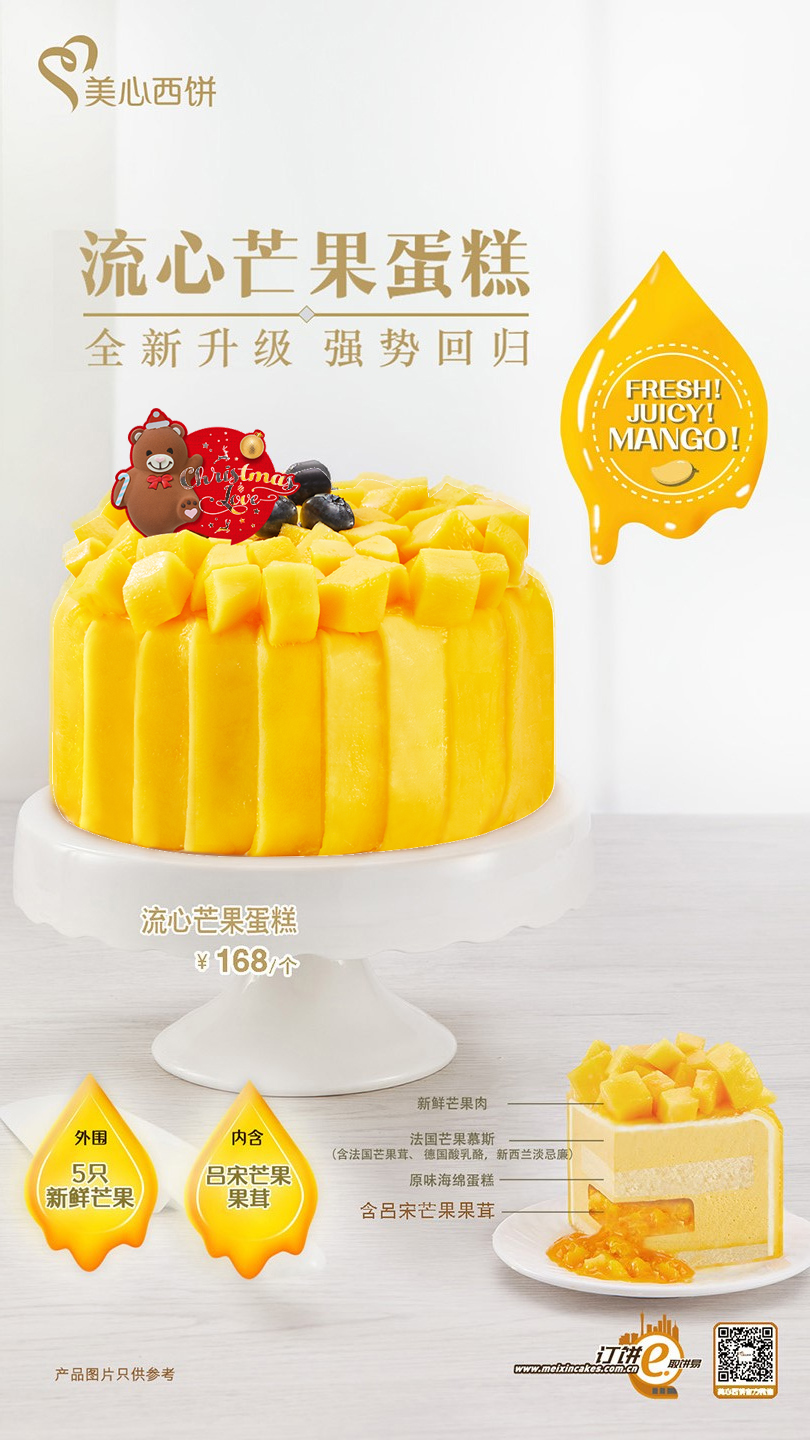 美心西饼
流心芒果蛋糕
全新升级 强势回归
FRESH!
JUICY!
MANGO!
Christmas
Love
流心芒果蛋糕
¥ 168/个
外围
5只
新鲜芒果
内含
吕宋芒果
果茸
新鲜芒果肉
法国芒果慕斯
(含法国芒果茸、德国酸乳酪，新西兰淡忌廉)
原味海绵蛋糕
含吕宋芒果果茸
产品图片只供参考
订饼e取饼易
www.meixincakes.com.cn